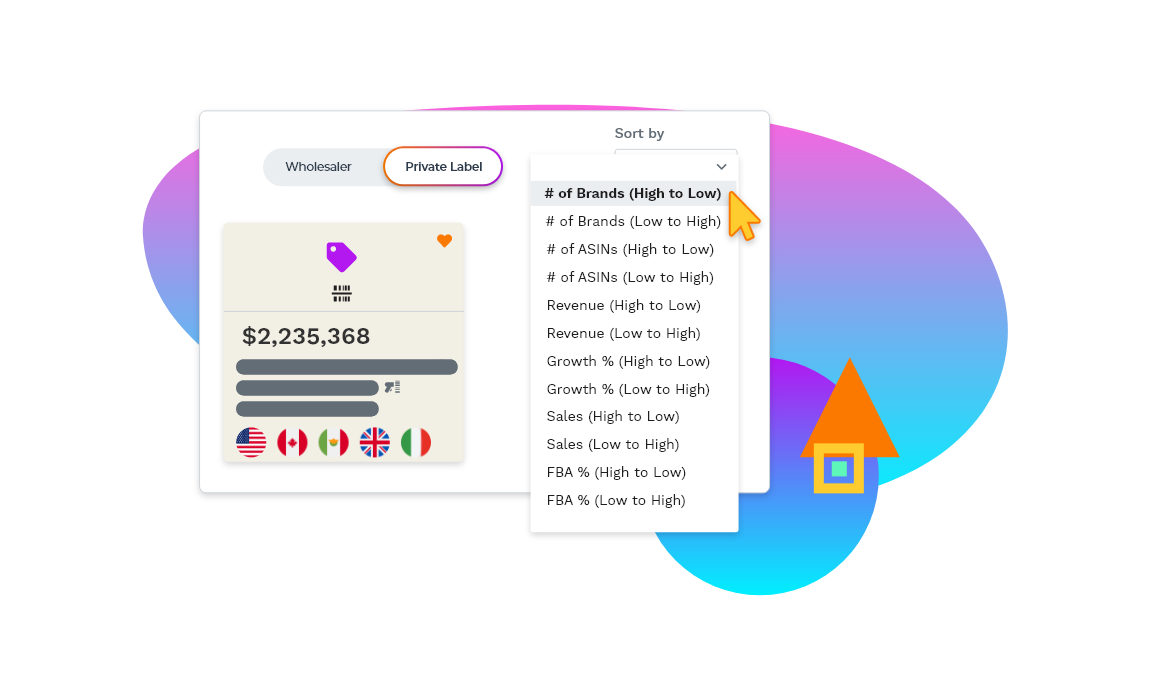 Sort by
Wholesaler
Private Label
# of Brands (High to Low)
# of Brands (Low to High)
# of ASINs (High to Low)
# of ASINs (Low to High)
Revenue (High to Low)
Revenue (Low to High)
Growth % (High to Low)
Growth % (Low to High)
Sales (High to Low)
Sales (Low to High)
FBA % (High to Low)
FBA % (Low to High)
$2,235,368